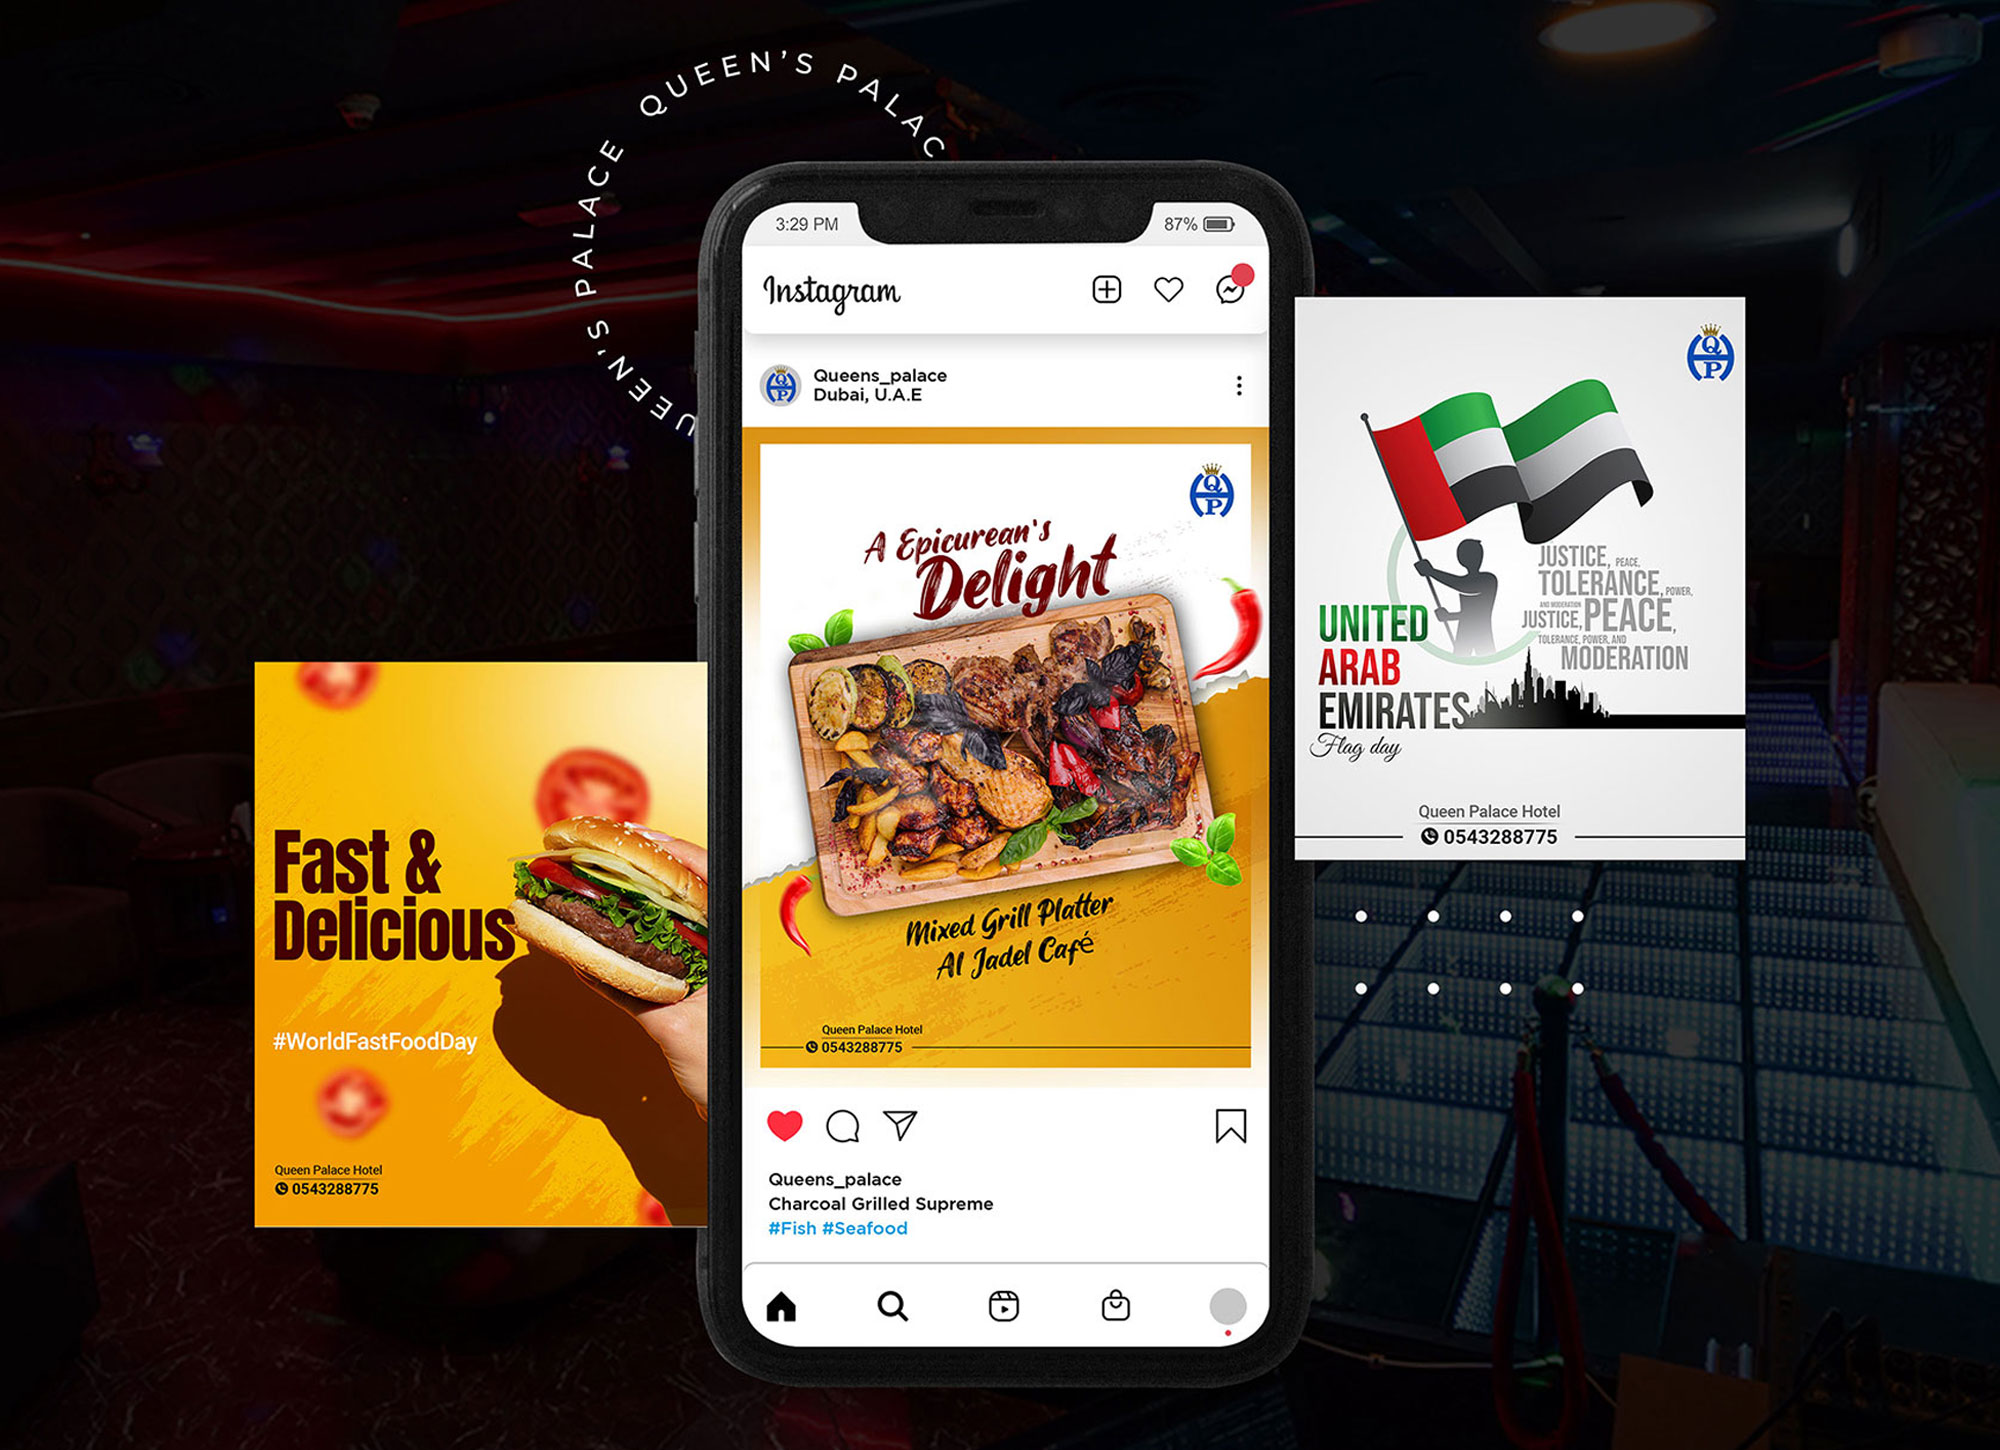 QUEEN'S PALAC
UEEN'S PALACE
3:29 PM
87%
Instagram
Queens_palace
Dubai, U.A.E
QP
QP
A Epicurean's
Delight
Mixed Grill Platter
Al Jadel Café
Queen Palace Hotel
0543288775
Queens_palace
Charcoal Grilled Supreme
#Fish #Seafood
Fast &
Delicious
#WorldFastFoodDay
Queen Palace Hotel
0543288775
QP
JUSTICE, PEACE,
TOLERANCE, POWER,
AND MODERATION
JUSTICE, PEACE,
TOLERANCE, POWER, AND
MODERATION
UNITED
ARAB
EMIRATES
Flag day
Queen Palace Hotel
0543288775